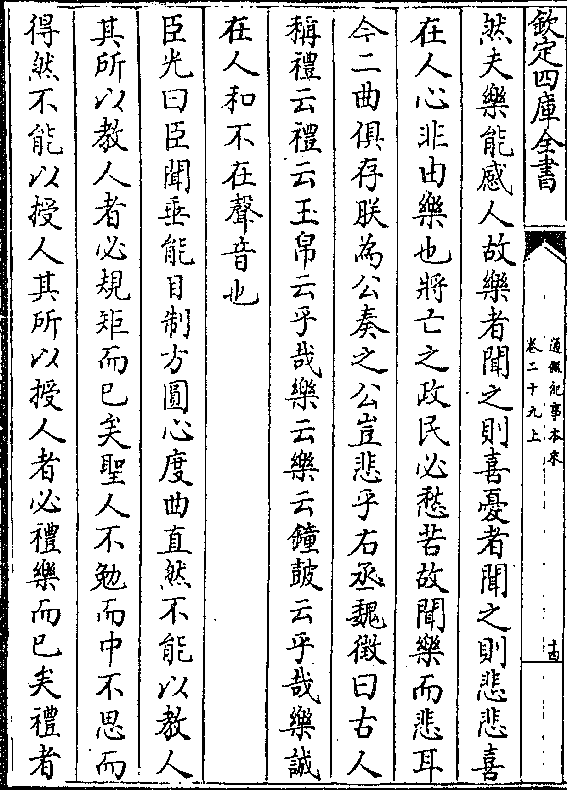 欽定四庫全書
通鑑紀事本末
卷二十九上
然夫樂能感人故樂者聞之則喜憂者聞之則悲悲喜
在人心非由樂也將亡之政民必愁苦故聞樂而悲耳
今二曲俱存朕為公奏之公豈悲乎右丞魏徵曰古人
稱禮云禮云玉帛云乎哉樂云樂云鐘鼓云乎哉樂誠
在人和不在聲音也
臣光曰臣聞垂能目制方圓心度曲直然不能以教人
其所以教人者必規矩而已矣聖人不勉而中不思而
得然不能以授人其所以授人者必禮樂而已矣禮者